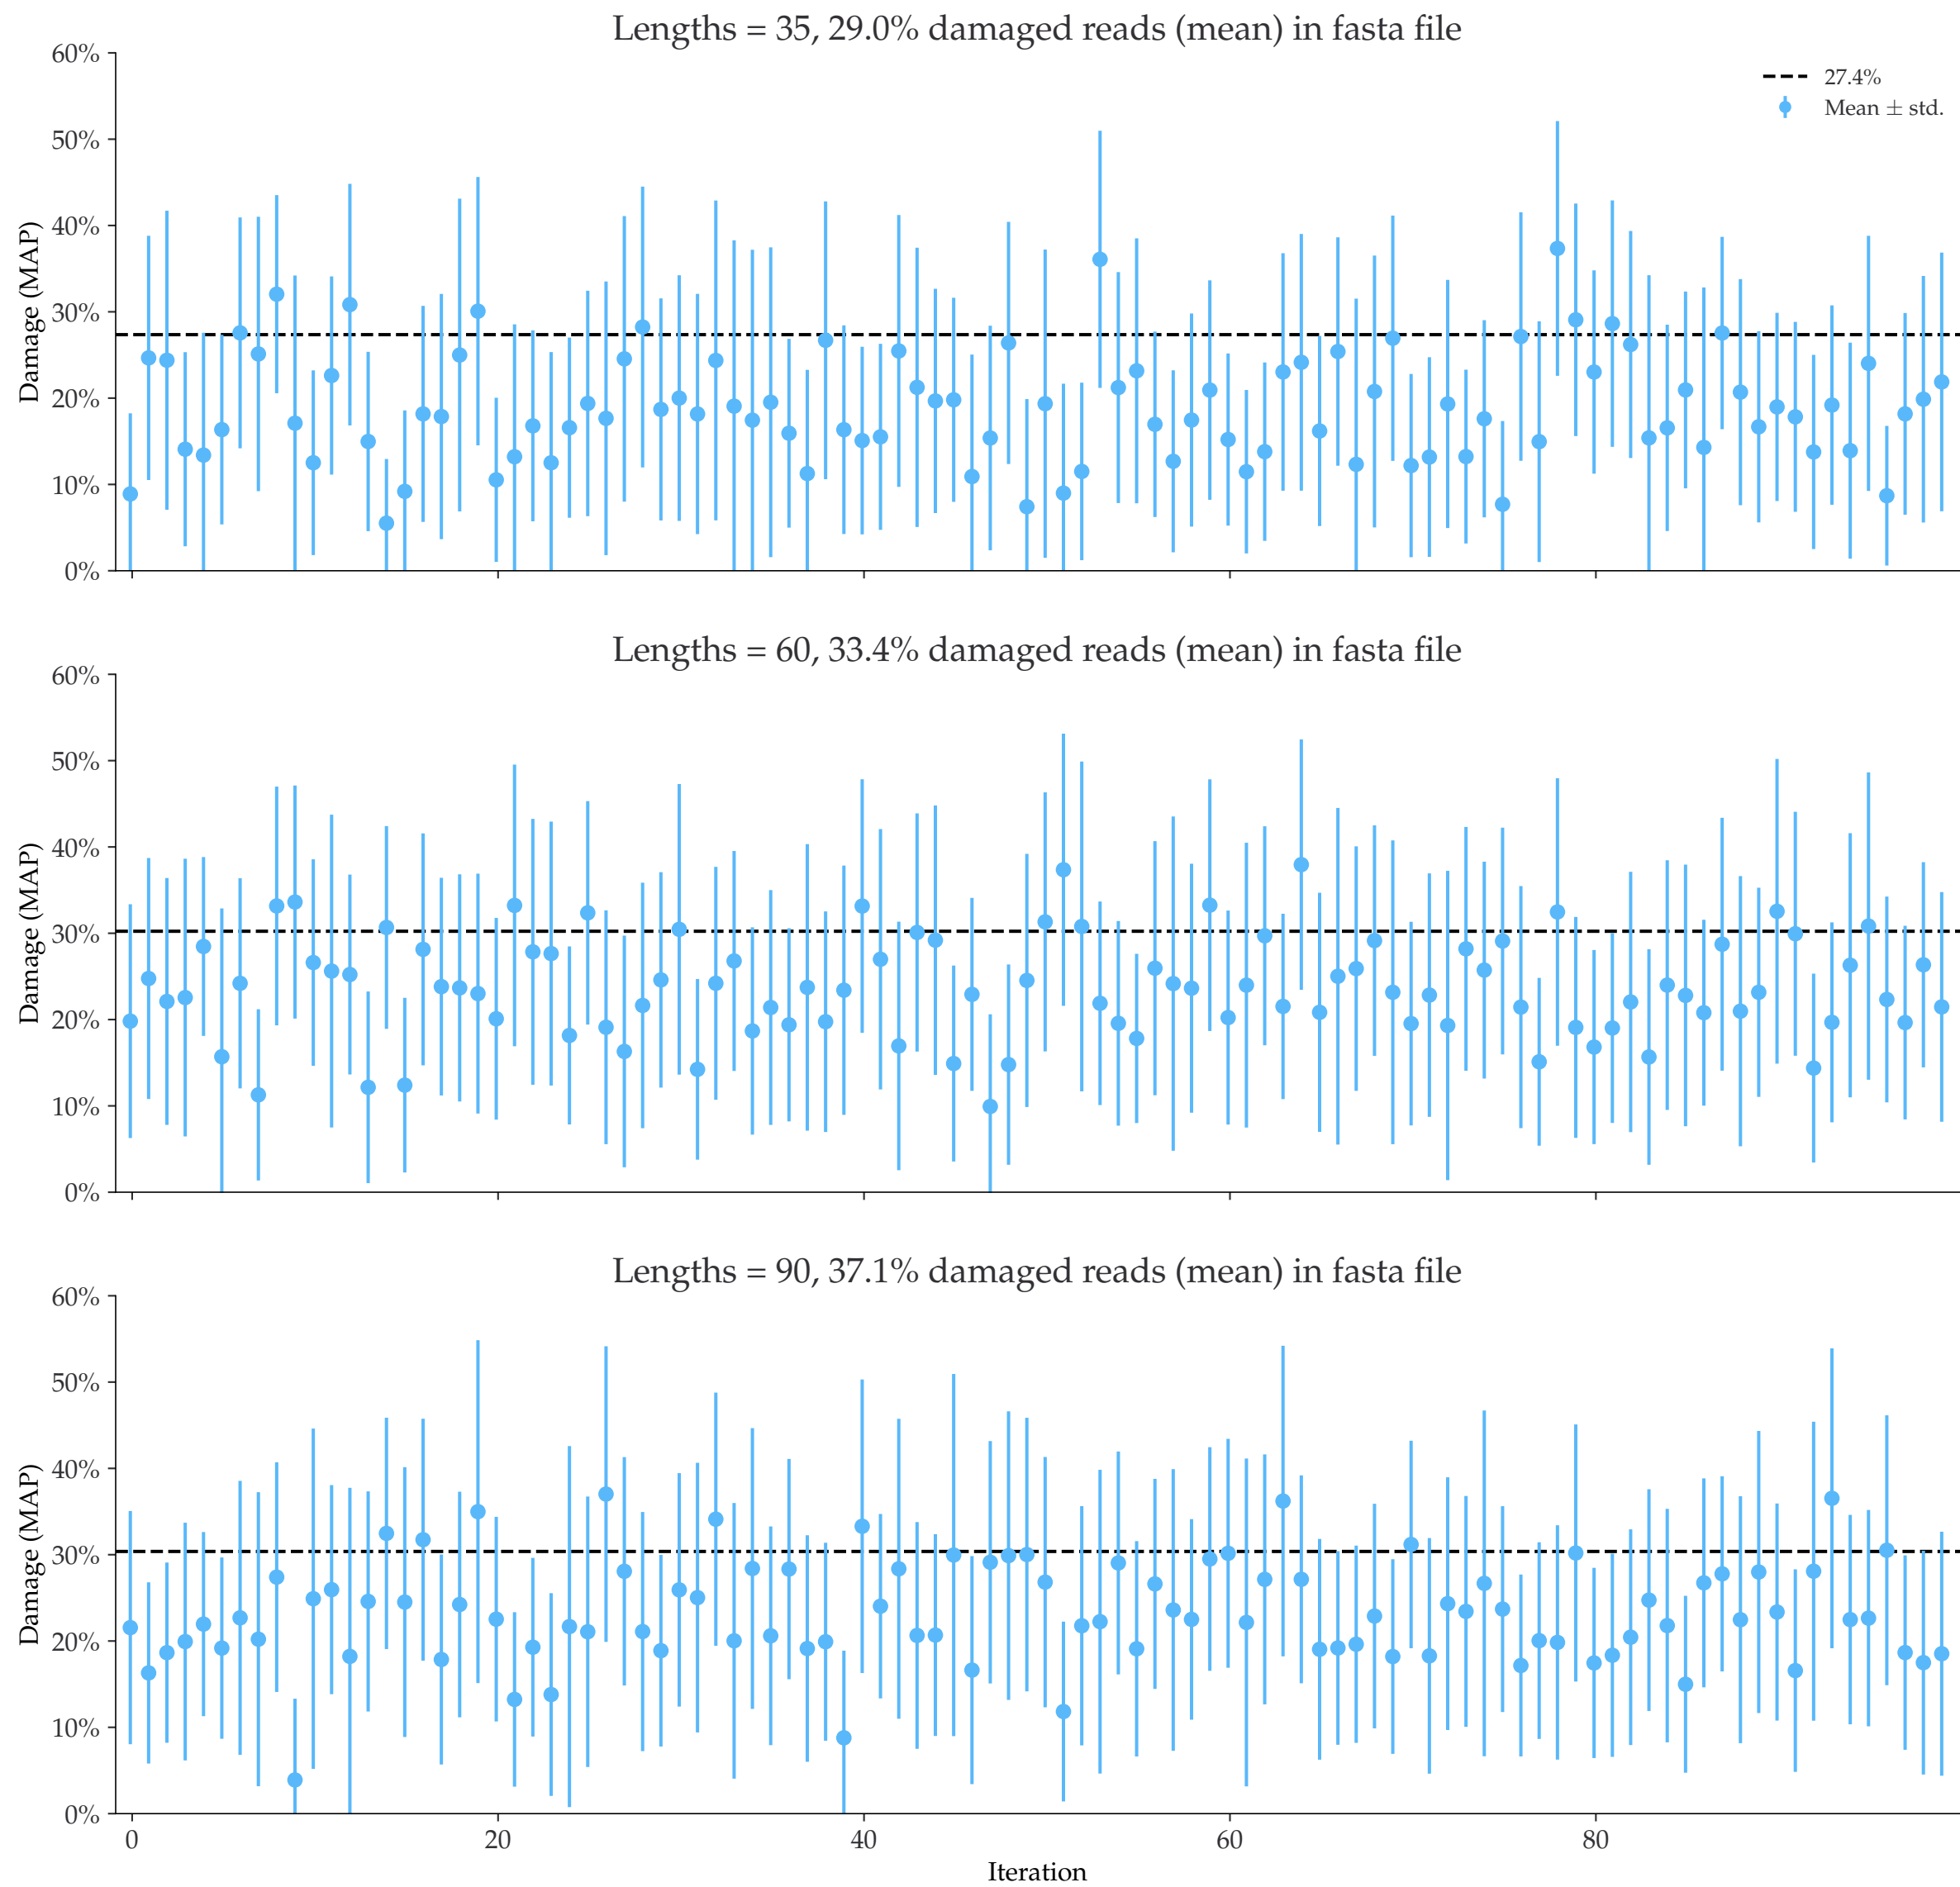 Lengths = 35, 29.0% damaged reads (mean) in fasta file
60%
50%
40%
30%
20%
10%
0%
Damage (MAP)
27.4%
Mean ± std.
Lengths = 60, 33.4% damaged reads (mean) in fasta file
60%
50%
40%
30%
20%
10%
0%
Damage (MAP)
Lengths = 90, 37.1% damaged reads (mean) in fasta file
60%
50%
40%
30%
20%
10%
0%
Damage (MAP)
0 20 40 60 80
Iteration